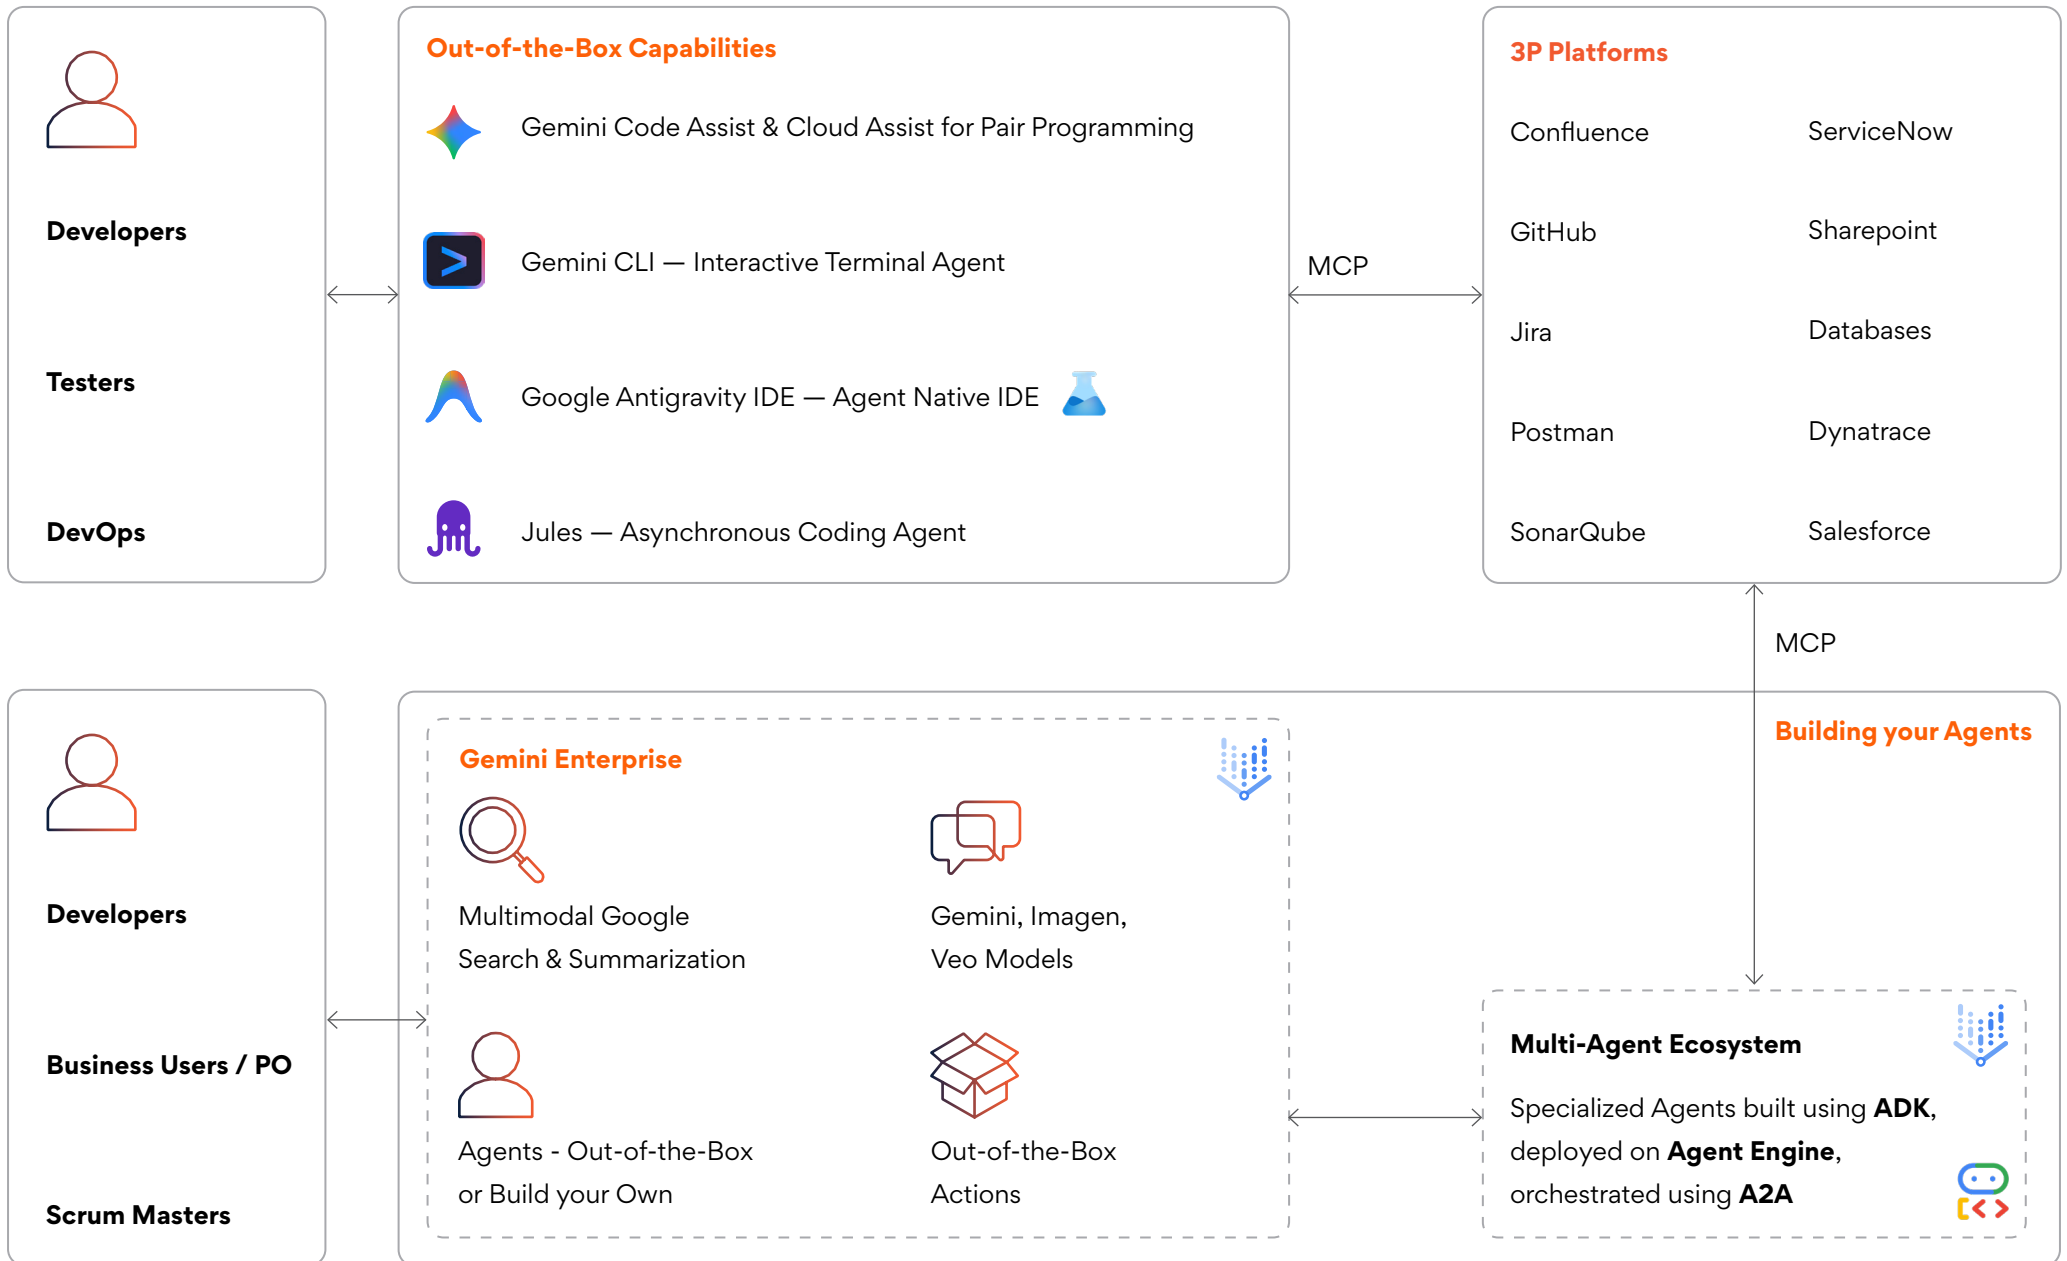 Developers
Testers
DevOps
Out-of-the-Box Capabilities
Gemini Code Assist & Cloud Assist for Pair Programming
Gemini CLI — Interactive Terminal Agent
Google Antigravity IDE — Agent Native IDE
Jules — Asynchronous Coding Agent
MCP
3P Platforms
Confluence
ServiceNow
GitHub
Sharepoint
Jira
Databases
Postman
Dynatrace
SonarQube
Salesforce
MCP
Developers
Business Users / PO
Scrum Masters
Gemini Enterprise
Multimodal Google
Search & Summarization
Gemini, Imagen,
Veo Models
Agents - Out-of-the-Box
or Build your Own
Out-of-the-Box
Actions
Building your Agents
Multi-Agent Ecosystem
Specialized Agents built using ADK,
deployed on Agent Engine,
orchestrated using A2A